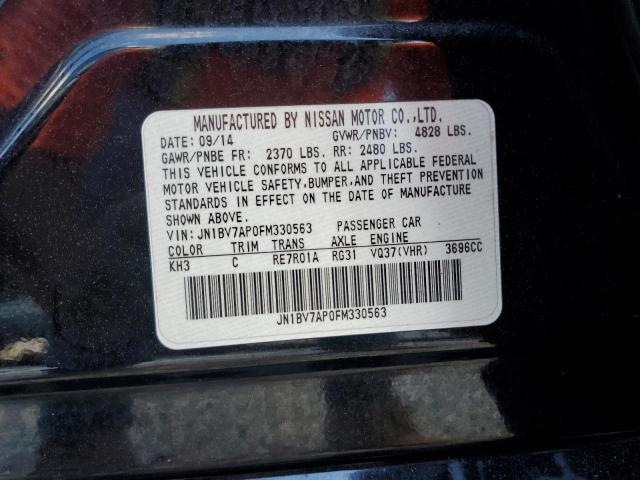 MANUFACTURED BY NISSAN MOTOR CO.,LTD.
DATE: 09/14 GVWR/PNBV: 4828 LBS.
GAWR/PNBE FR: 2370 LBS. RR: 2480 LBS.
THIS VEHICLE CONFORMS TO ALL APPLICABLE FEDERAL
MOTOR VEHICLE SAFETY,BUMPER,AND THEFT PREVENTION
STANDARDS IN EFFECT ON THE DATE OF MANUFACTURE
SHOWN ABOVE.
VIN: JN1BV7AP0FM330563 PASSENGER CAR
COLOR TRIM TRANS AXLE ENGINE
KH3 C RE7R01A RG31 VQ37(VHR) 3696CC
JN1BV7AP0FM330563